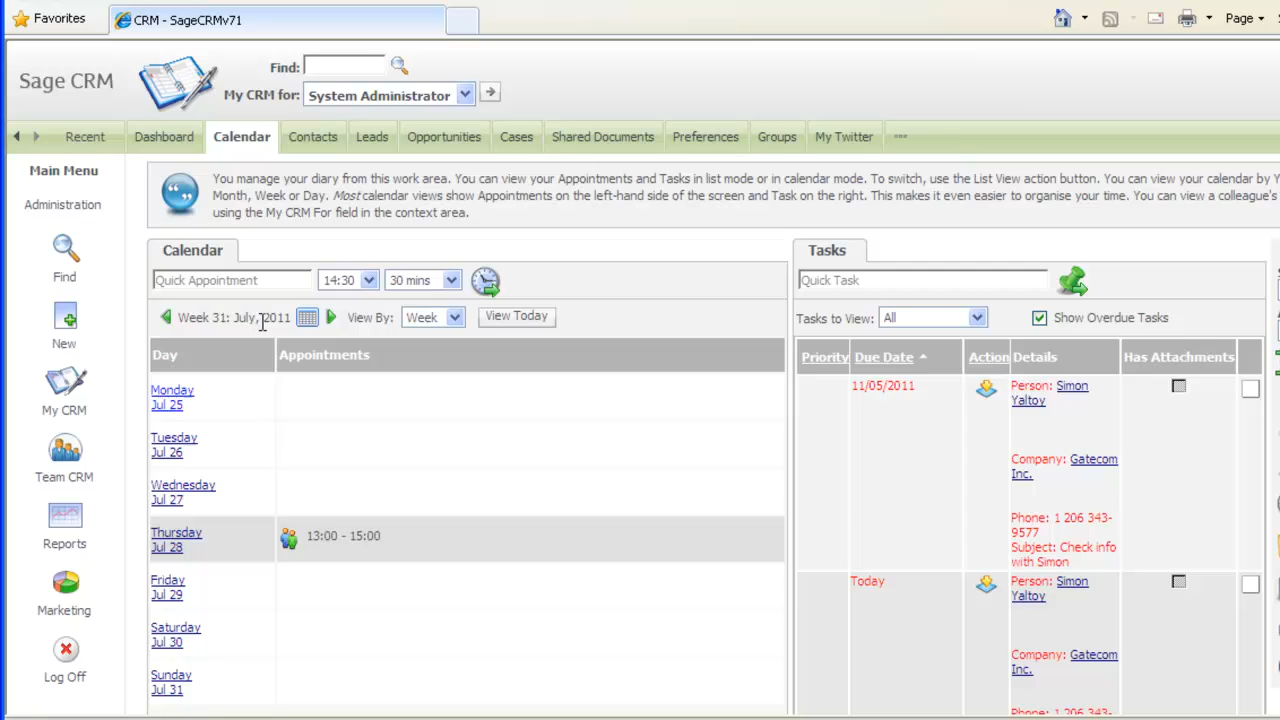 Favorites
CRM - SageCRMv71
Page
Sage CRM
Find:
My CRM for: System Administrator
Recent Dashboard Calendar Contacts Leads Opportunities Cases Shared Documents Preferences Groups My Twitter
Main Menu
Administration
Find
New
My CRM
Team CRM
Reports
Marketing
Log Off
You manage your diary from this work area. You can view your Appointments and Tasks in list mode or in calendar mode. To switch, use the List View action button. You can view your calendar by Y
Month, Week or Day. Most calendar views show Appointments on the left-hand side of the screen and Task on the right. This makes it even easier to organise your time. You can view a colleague's
using the My CRM For field in the context area.
Calendar
Quick Appointment 14:30 30 mins
Week 31: July, 2011 View By: Week View Today
Day Appointments
Monday
Jul 25
Tuesday
Jul 26
Wednesday
Jul 27
Thursday
Jul 28
13:00 - 15:00
Friday
Jul 29
Saturday
Jul 30
Sunday
Jul 31
Tasks
Quick Task
Tasks to View: All Show Overdue Tasks
Priority Due Date Action Details Has Attachments
11/05/2011
Person: Simon
Yaltoy
Company: Gatecom
Inc.
Phone: 1 206 343-
9577
Subject: Check info
with Simon
Today
Person: Simon
Yaltoy
Company: Gatecom
Inc.
Phone: 1 206 343-